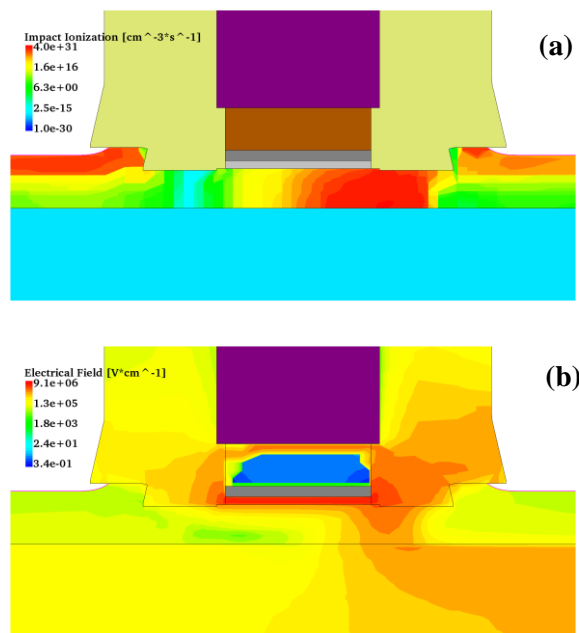 Impact Ionization [cm^-3*s^-1]
(a)
4.0e+31
1.6e+16
6.3e+00
2.5e-15
1.0e-30
Electrical Field [V*cm^-1]
(b)
9.1e+06
1.3e+05
1.8e+03
2.4e+01
3.4e-01